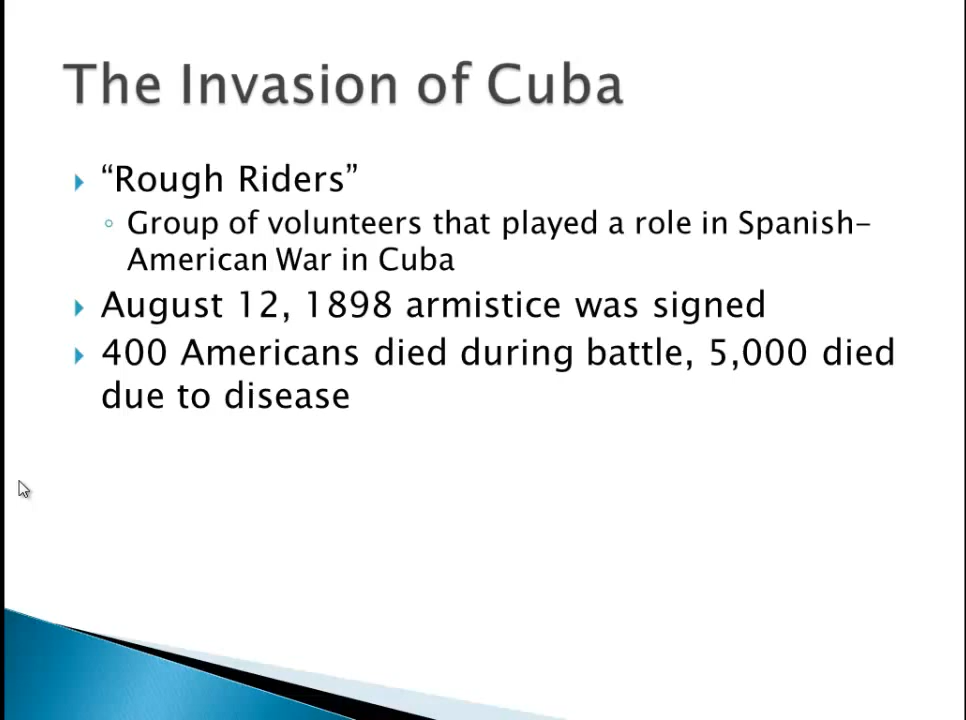 The Invasion of Cuba
“Rough Riders”
Group of volunteers that played a role in Spanish-
American War in Cuba
August 12, 1898 armistice was signed
400 Americans died during battle, 5,000 died
due to disease